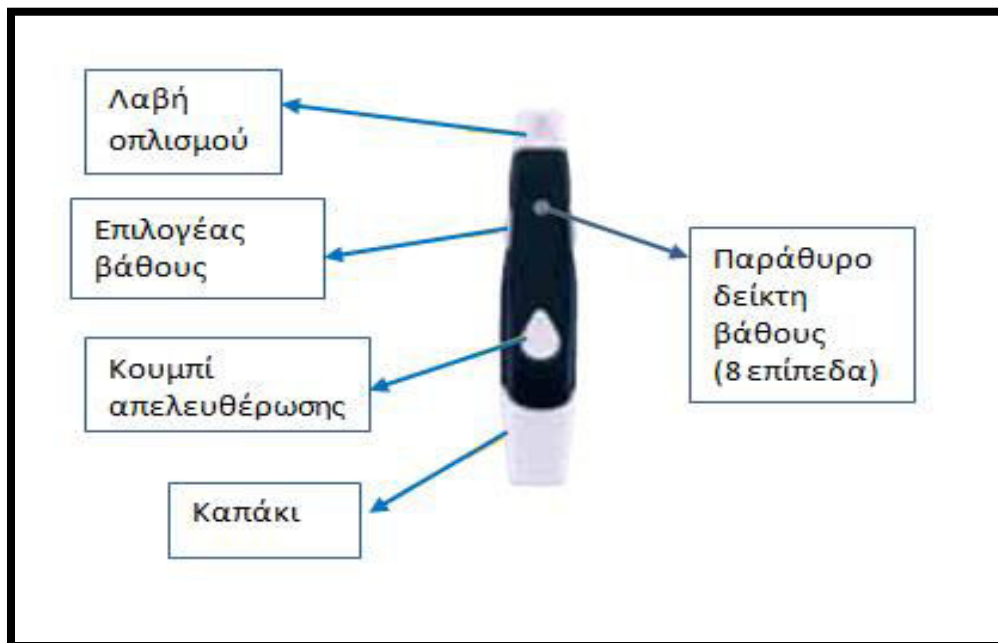 Λαβή
οπλισμού
Επιλογέας
βάθους
Κουμπί
απελευθέρωσης
Καπάκι
Παράθυρο
δείκτη
βάθους
(8 επίπεδα)